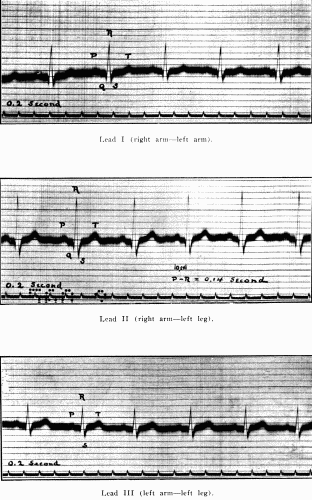 R
P T
Q S
0.2 Second
Lead I (right arm—left arm).
R
P T
Q S
P-R = 0.14 Second
0.2 Second
Lead II (right arm—left leg).
R
P T
S
0.2 Second
Lead III (left arm—left leg).